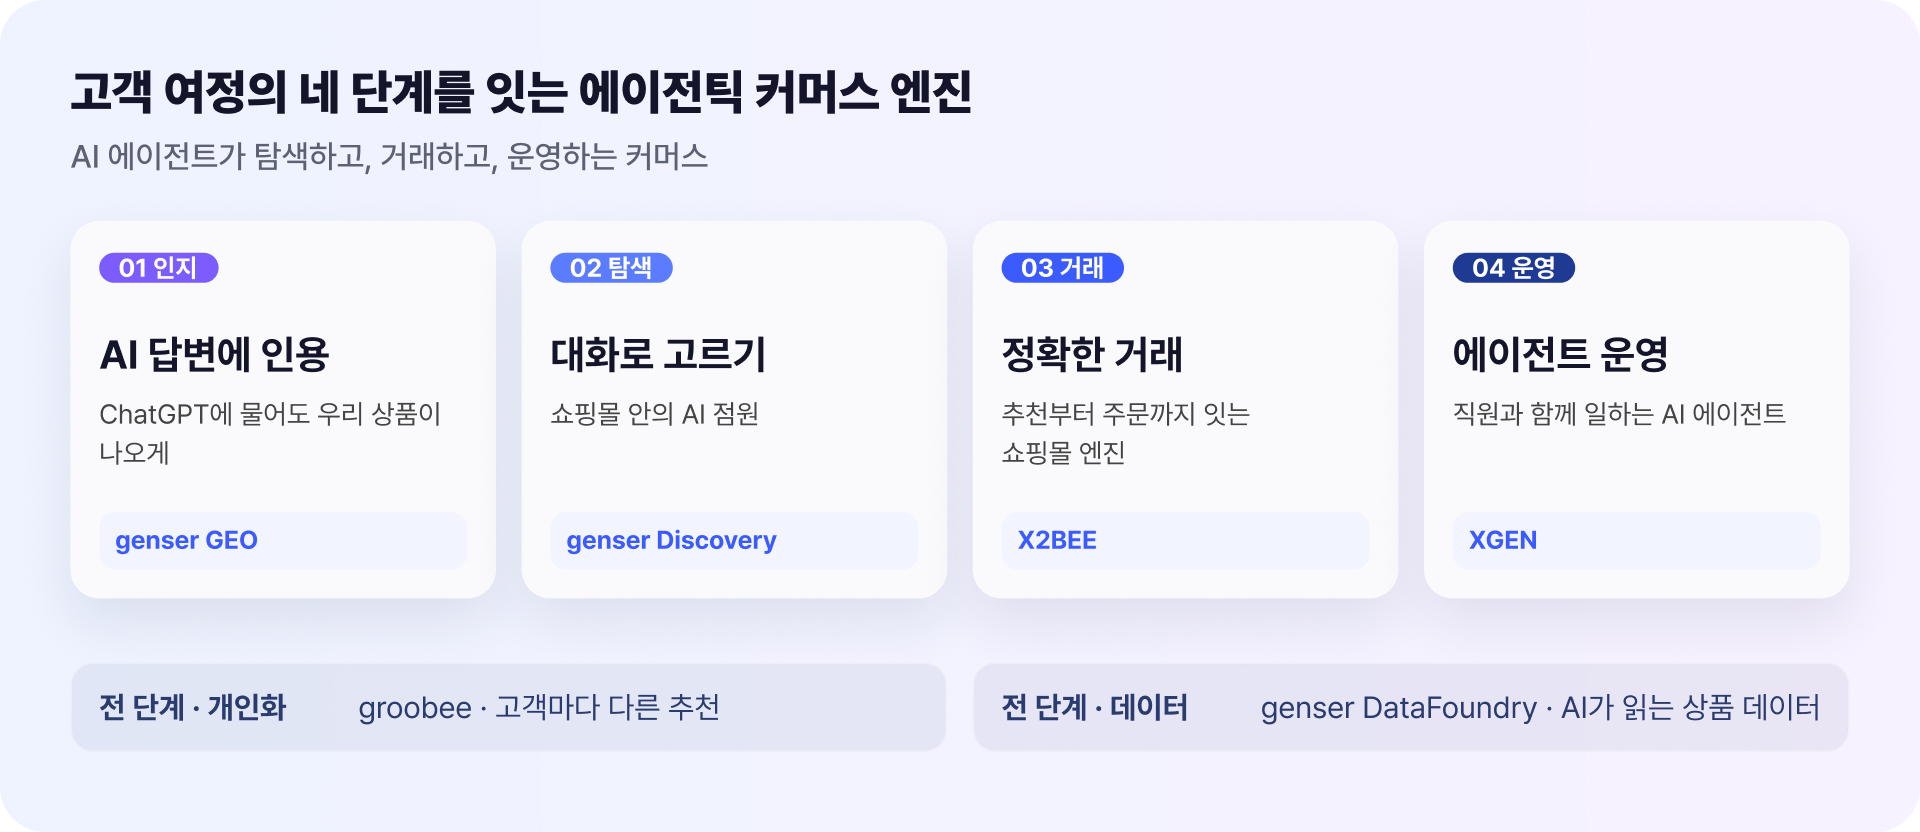 고객 여정의 네 단계를 잇는 에이전틱 커머스 엔진
AI 에이전트가 탐색하고, 거래하고, 운영하는 커머스
01 인지
AI 답변에 인용
ChatGPT에 물어도 우리 상품이
나오게
genser GEO
02 탐색
대화로 고르기
쇼핑몰 안의 AI 점원
genser Discovery
03 거래
정확한 거래
추천부터 주문까지 잇는
쇼핑몰 엔진
X2BEE
04 운영
에이전트 운영
직원과 함께 일하는 AI 에이전트
XGEN
전 단계 · 개인화
groobee · 고객마다 다른 추천
전 단계 · 데이터
genser DataFoundry · AI가 읽는 상품 데이터